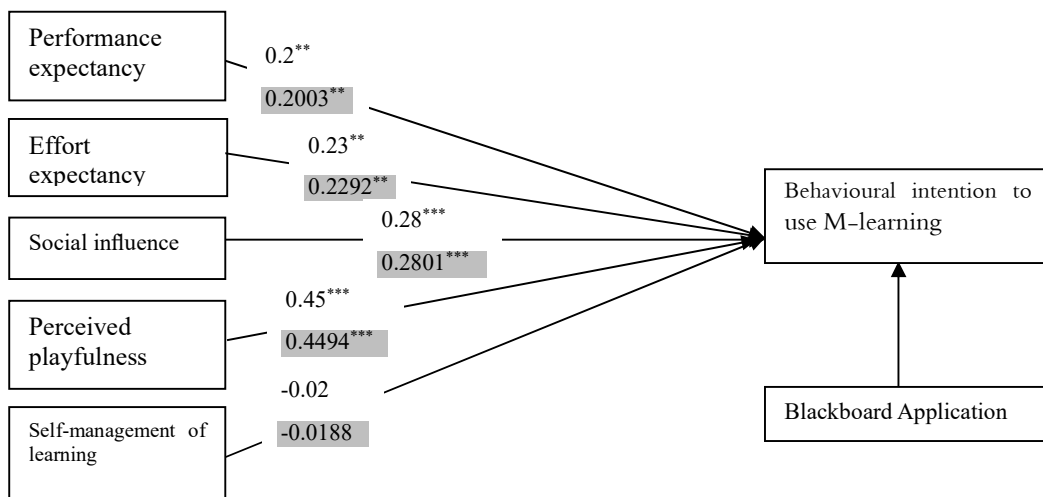 Performance
expectancy
0.2**
0.2003**
Effort
expectancy
0.23**
0.2292**
Social influence
0.28***
0.2801***
Perceived
playfulness
0.45***
0.4494***
Self-management of
learning
-0.02
-0.0188
Behavioural intention to
use M-learning
Blackboard Application